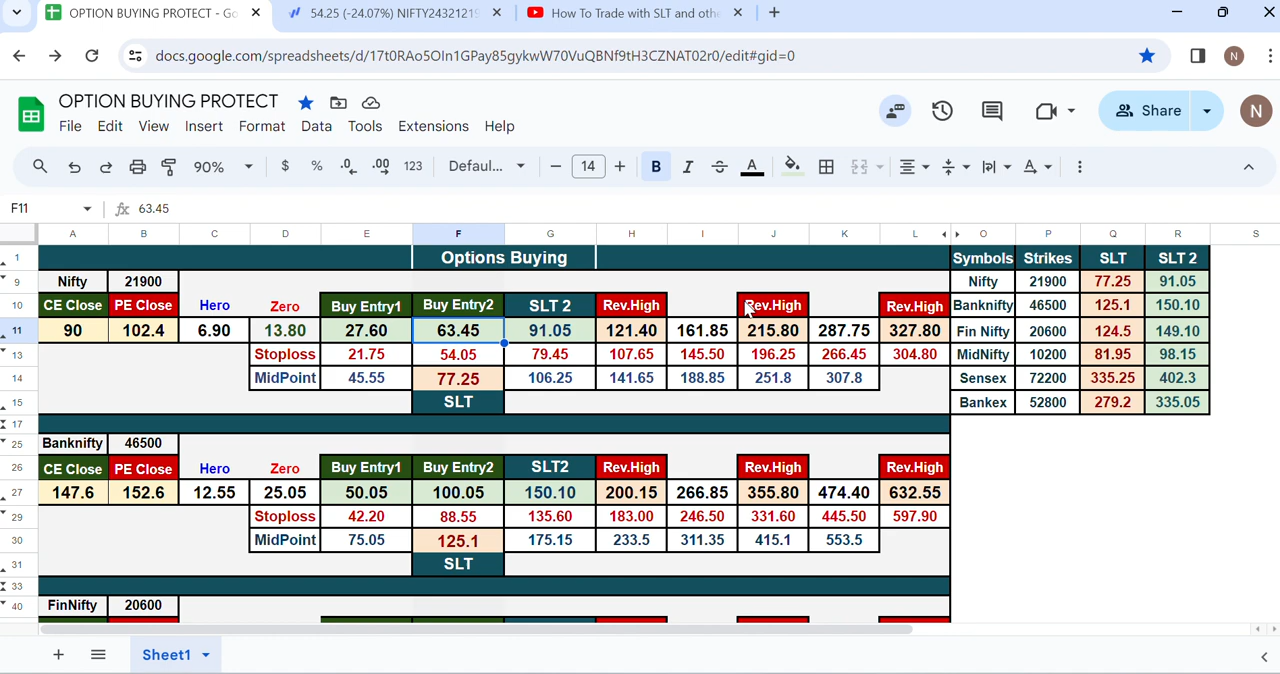 OPTION BUYING PROTECT - Go
54.25 (-24.07%) NIFTY24321219
How To Trade with SLT and othe
docs.google.com/spreadsheets/d/17t0RAo5OIn1GPay85gykwW70VuQBNf9tH3CZNAT02r0/edit#gid=0
N
OPTION BUYING PROTECT
Share
N
File Edit View Insert Format Data Tools Extensions Help
90% $ % .0 .00 123 Defaul... 14 B I A
F11 fx 63.45
A B C D E F G H I J K L O P Q R S
1 Options Buying Symbols Strikes SLT SLT 2
9 Nifty 21900 Nifty 21900 77.25 91.05
10 CE Close PE Close Hero Zero Buy Entry1 Buy Entry2 SLT 2 Rev.High Rev.High Rev.High Banknifty 46500 125.1 150.10
11 90 102.4 6.90 13.80 27.60 63.45 91.05 121.40 161.85 215.80 287.75 327.80 Fin Nifty 20600 124.5 149.10
13 Stoploss 21.75 54.05 79.45 107.65 145.50 196.25 266.45 304.80 MidNifty 10200 81.95 98.15
14 MidPoint 45.55 77.25 106.25 141.65 188.85 251.8 307.8 Sensex 72200 335.25 402.3
15 SLT Bankex 52800 279.2 335.05
17
25 Banknifty 46500
26 CE Close PE Close Hero Zero Buy Entry1 Buy Entry2 SLT2 Rev.High Rev.High Rev.High
27 147.6 152.6 12.55 25.05 50.05 100.05 150.10 200.15 266.85 355.80 474.40 632.55
29 Stoploss 42.20 88.55 135.60 183.00 246.50 331.60 445.50 597.90
30 MidPoint 75.05 125.1 175.15 233.5 311.35 415.1 553.5
31 SLT
33
40 FinNifty 20600
Sheet1